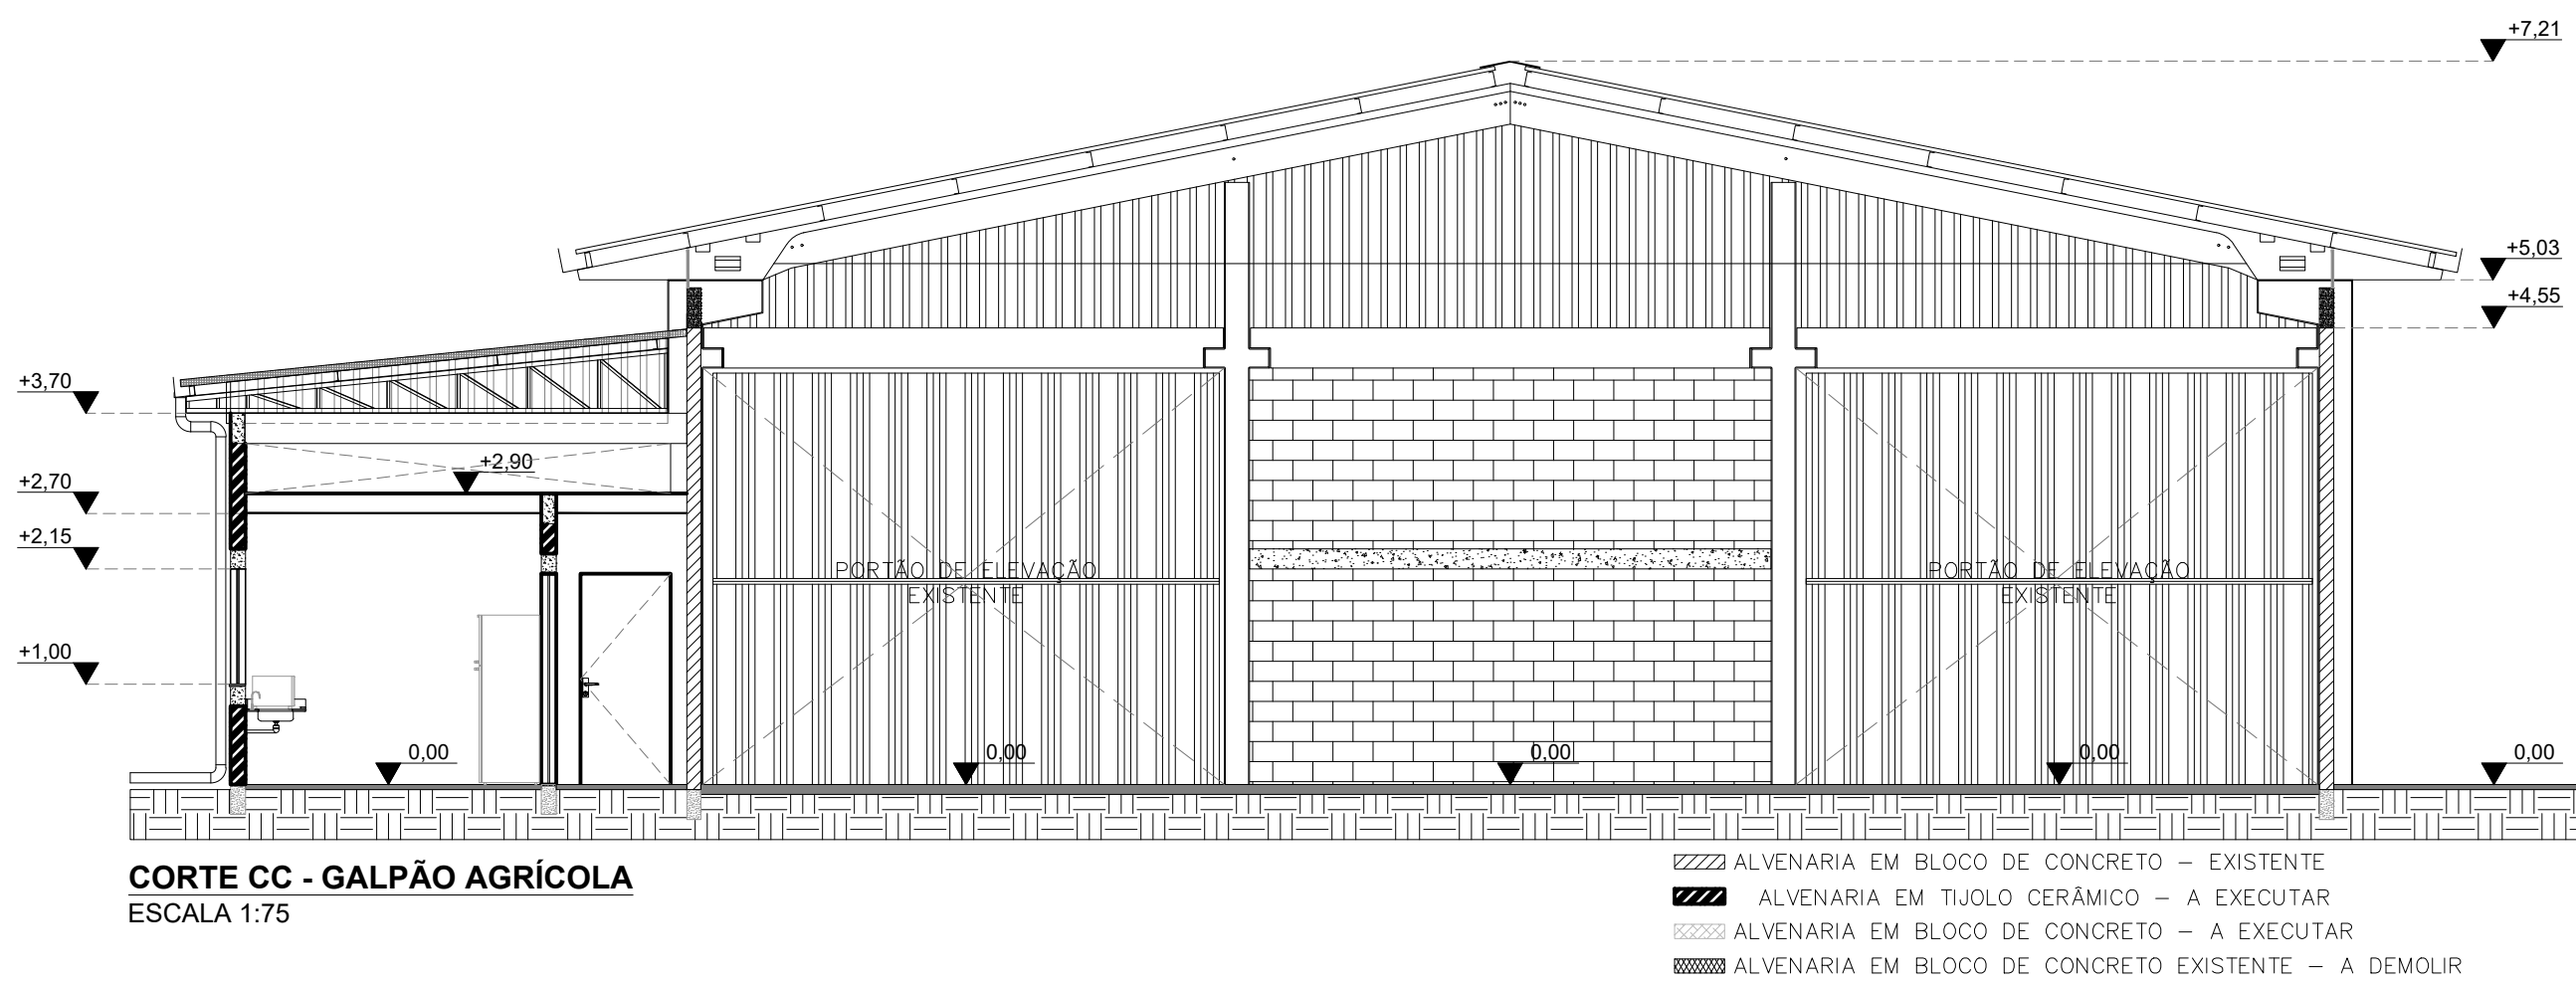 +7,21
+5,03
+4,55
+3,70
+2,90
+2,70
+2,15
PORTÃO DE ELEVAÇÃO
EXISTENTE
PORTÃO DE ELEVAÇÃO
EXISTENTE
+1,00
0,00
0,00
0,00
0,00
0,00
CORTE CC - GALPÃO AGRÍCOLA
ESCALA 1:75
ALVENARIA EM BLOCO DE CONCRETO – EXISTENTE
ALVENARIA EM TIJOLO CERÂMICO – A EXECUTAR
ALVENARIA EM BLOCO DE CONCRETO – A EXECUTAR
ALVENARIA EM BLOCO DE CONCRETO EXISTENTE – A DEMOLIR